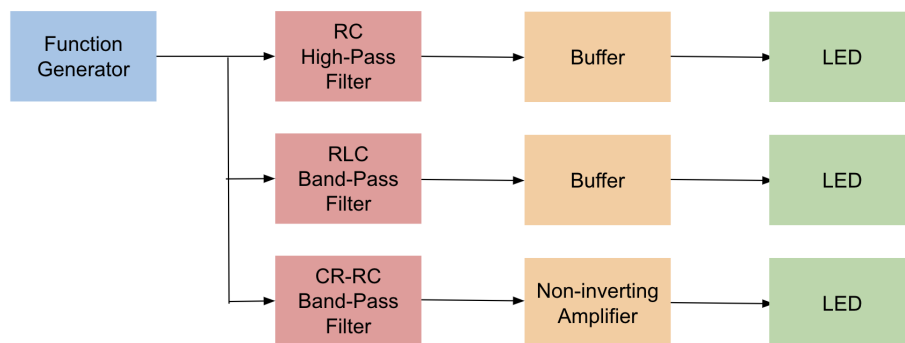 Function
Generator
RC
High-Pass
Filter
Buffer
LED
RLC
Band-Pass
Filter
Buffer
LED
CR-RC
Band-Pass
Filter
Non-inverting
Amplifier
LED